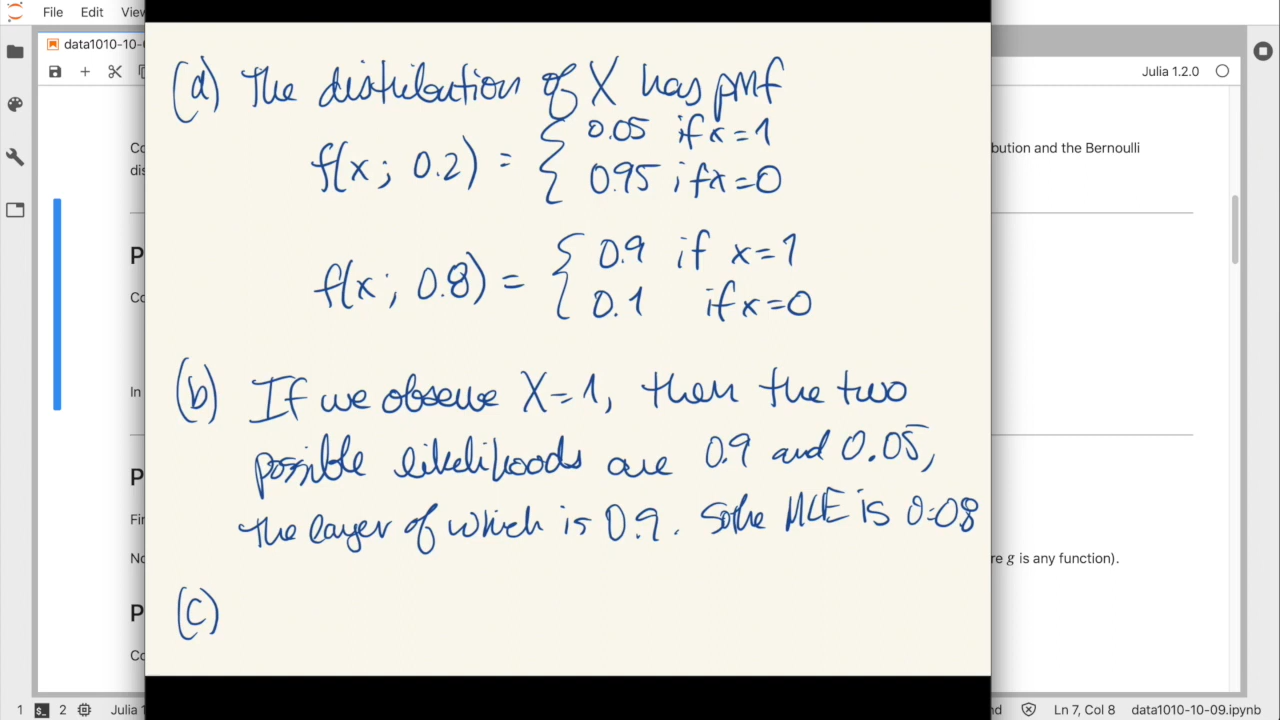 File Edit View
data1010-10-
Julia 1.2.0
(a) The distribution of X has pmf
f(x; 0.2) = { 0.05 if x=1
0.95 if x=0
f(x; 0.8) = { 0.9 if x=1
0.1 if x=0
(b) If we observe X=1, then the two
possible likelihoods are 0.9 and 0.05,
the larger of which is 0.9. So the MLE is 0.08
(c)
Co
bution and the Bernoulli
dis
P
Co
In
P
Fin
No
re g is any function).
P
Co
1 2 Julia 1
nd Ln 7, Col 8 data1010-10-09.ipynb